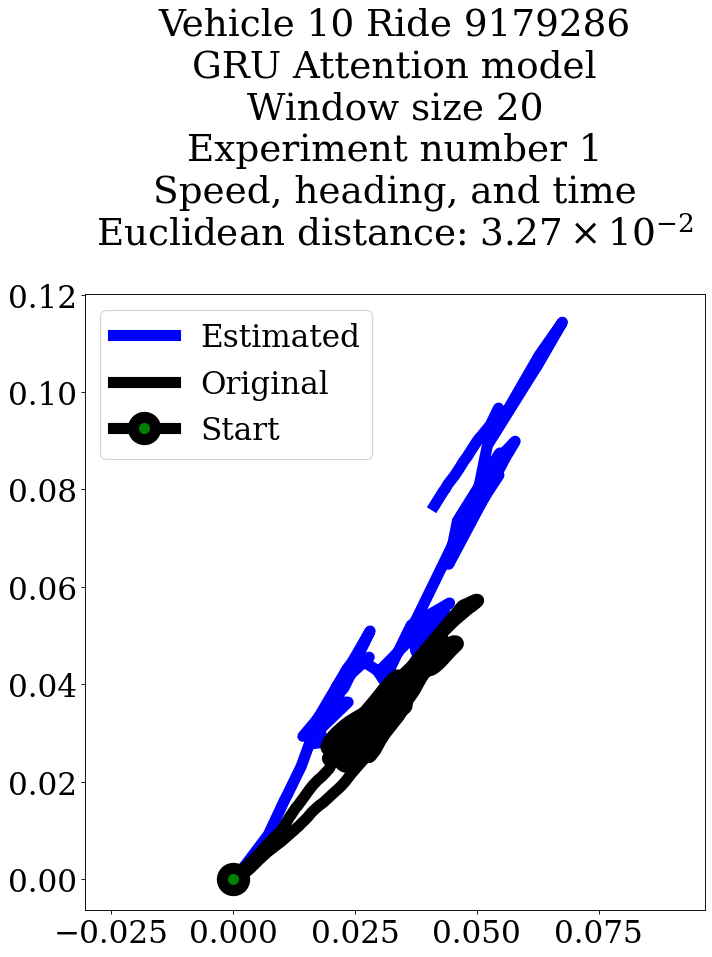 Vehicle 10 Ride 9179286
GRU Attention model
Window size 20
Experiment number 1
Speed, heading, and time
Euclidean distance: 3.27 × 10⁻²
0.12
0.10
0.08
0.06
0.04
0.02
0.00
Estimated
Original
Start
−0.025 0.000 0.025 0.050 0.075